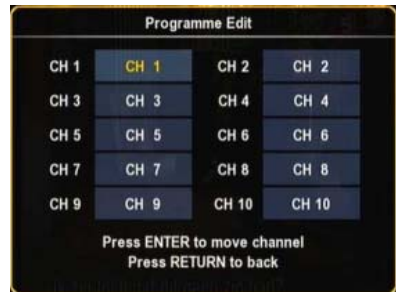 Programme Edit
CH 1 CH 1 CH 2 CH 2
CH 3 CH 3 CH 4 CH 4
CH 5 CH 5 CH 6 CH 6
CH 7 CH 7 CH 8 CH 8
CH 9 CH 9 CH 10 CH 10
Press ENTER to move channel
Press RETURN to back